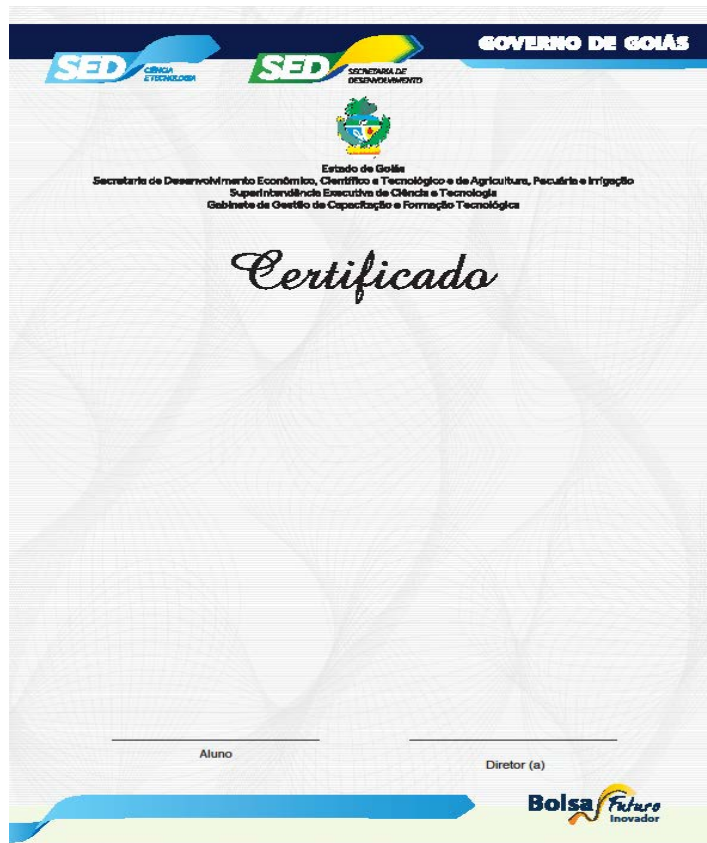 GOVERNO DE GOIÁS
SED CIÊNCIA
E TECNOLOGIA
SED SECRETARIA DE
DESENVOLVIMENTO
Estado de Goiás
Secretaria de Desenvolvimento Econômico, Científico e Tecnológico e de Agricultura, Pecuária e Irrigação
Superintendência Executiva de Ciência e Tecnologia
Gabinete de Gestão de Capacitação e Formação Tecnológica
Certificado
Aluno
Diretor (a)
Bolsa Futuro
Inovador